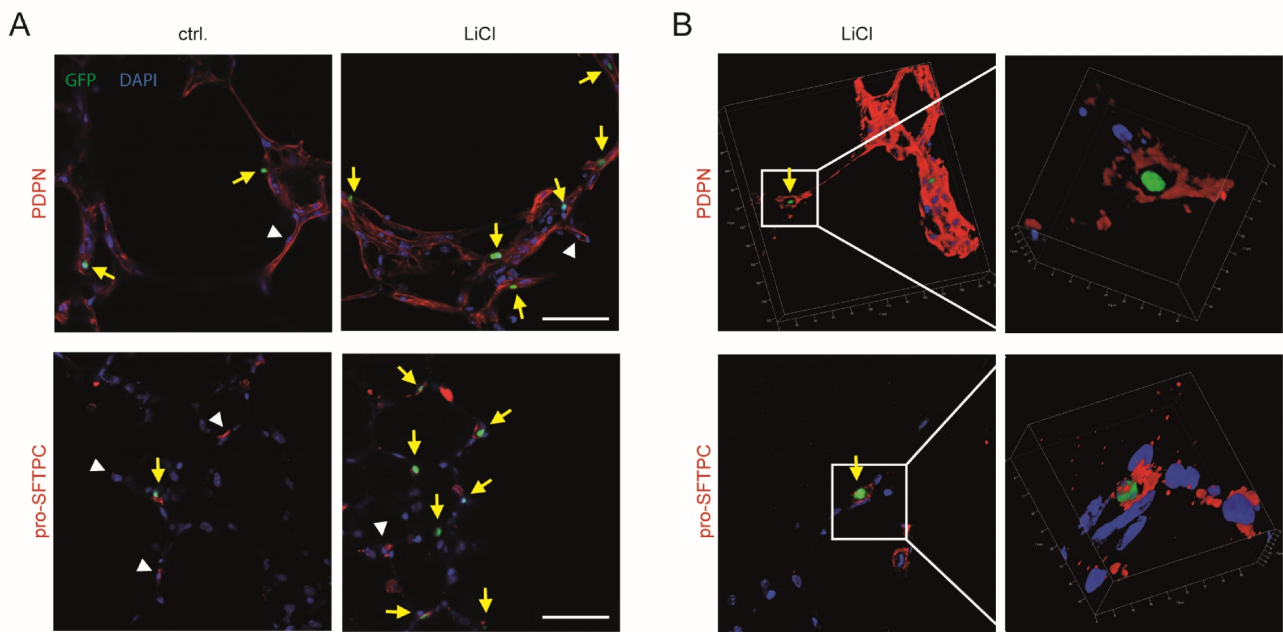 A
ctrl.
LiCl
GFP DAPI
PDPN
pro-SFTPC
B
LiCl
PDPN
pro-SFTPC